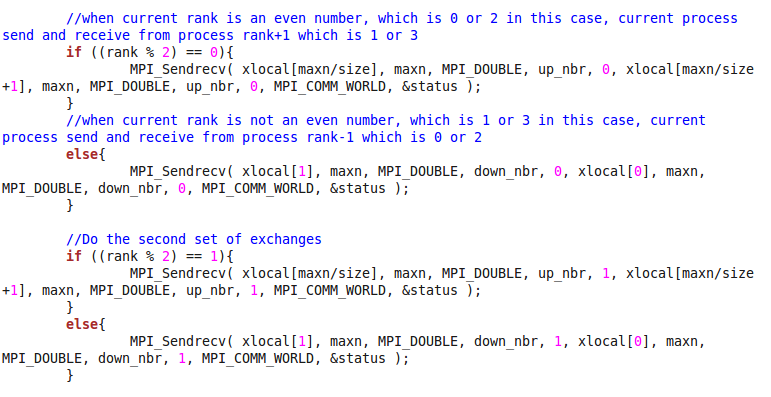 //when current rank is an even number, which is 0 or 2 in this case, current process
send and receive from process rank+1 which is 1 or 3
if ((rank % 2) == 0){
MPI_Sendrecv( xlocal[maxn/size], maxn, MPI_DOUBLE, up_nbr, 0, xlocal[maxn/size
+1], maxn, MPI_DOUBLE, up_nbr, 0, MPI_COMM_WORLD, &status );
}
//when current rank is not an even number, which is 1 or 3 in this case, current
process send and receive from process rank-1 which is 0 or 2
else{
MPI_Sendrecv( xlocal[1], maxn, MPI_DOUBLE, down_nbr, 0, xlocal[0], maxn,
MPI_DOUBLE, down_nbr, 0, MPI_COMM_WORLD, &status );
}
//Do the second set of exchanges
if ((rank % 2) == 1){
MPI_Sendrecv( xlocal[maxn/size], maxn, MPI_DOUBLE, up_nbr, 1, xlocal[maxn/size
+1], maxn, MPI_DOUBLE, up_nbr, 1, MPI_COMM_WORLD, &status );
}
else{
MPI_Sendrecv( xlocal[1], maxn, MPI_DOUBLE, down_nbr, 1, xlocal[0], maxn,
MPI_DOUBLE, down_nbr, 1, MPI_COMM_WORLD, &status );
}